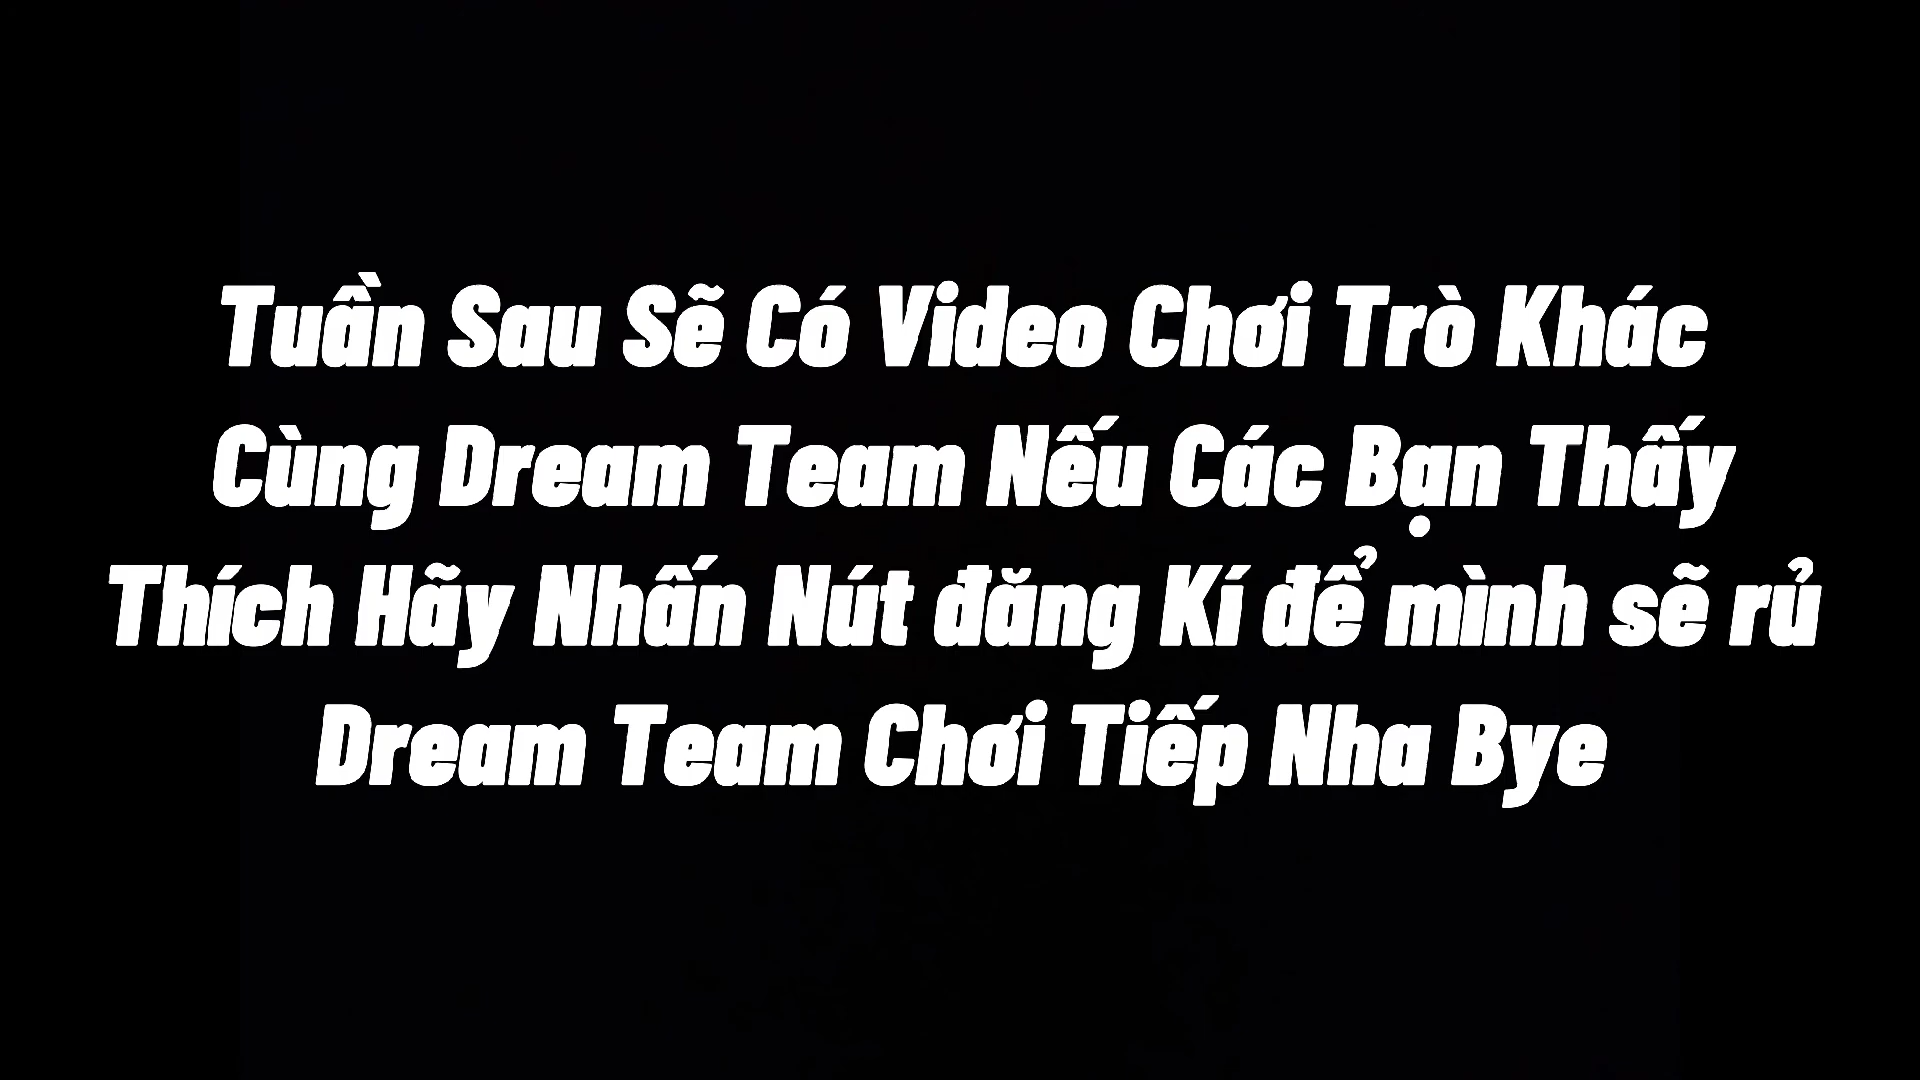 Tuần Sau Sẽ Có Video Chơi Trò Khác
Cùng Dream Team Nếu Các Bạn Thấy
Thích Hãy Nhấn Nút đăng Kí để mình sẽ rủ
Dream Team Chơi Tiếp Nha Bye